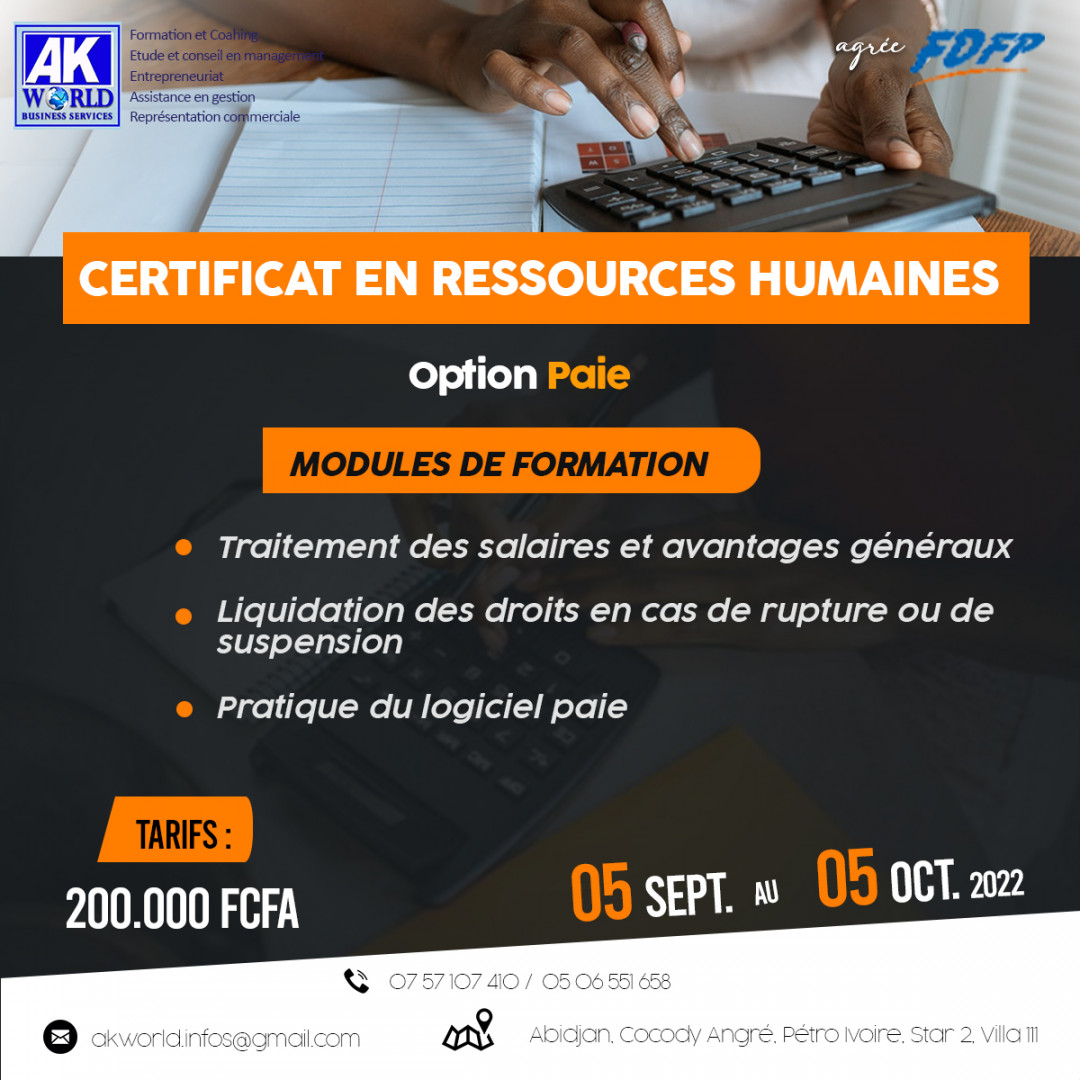 AK
WORLD
BUSINESS SERVICES
Formation et Coahing
Etude et conseil en management
Entrepreneuriat
Assistance en gestion
Représentation commerciale
agrée FDFP
CERTIFICAT EN RESSOURCES HUMAINES
Option Paie
MODULES DE FORMATION
Traitement des salaires et avantages généraux
Liquidation des droits en cas de rupture ou de
suspension
Pratique du logiciel paie
TARIFS :
200.000 FCFA
05 SEPT. AU 05 OCT. 2022
07 57 107 410 / 05 06 551 658
akworld.infos@gmail.com
Abidjan, Cocody Angré, Pétro Ivoire, Star 2, Villa 111